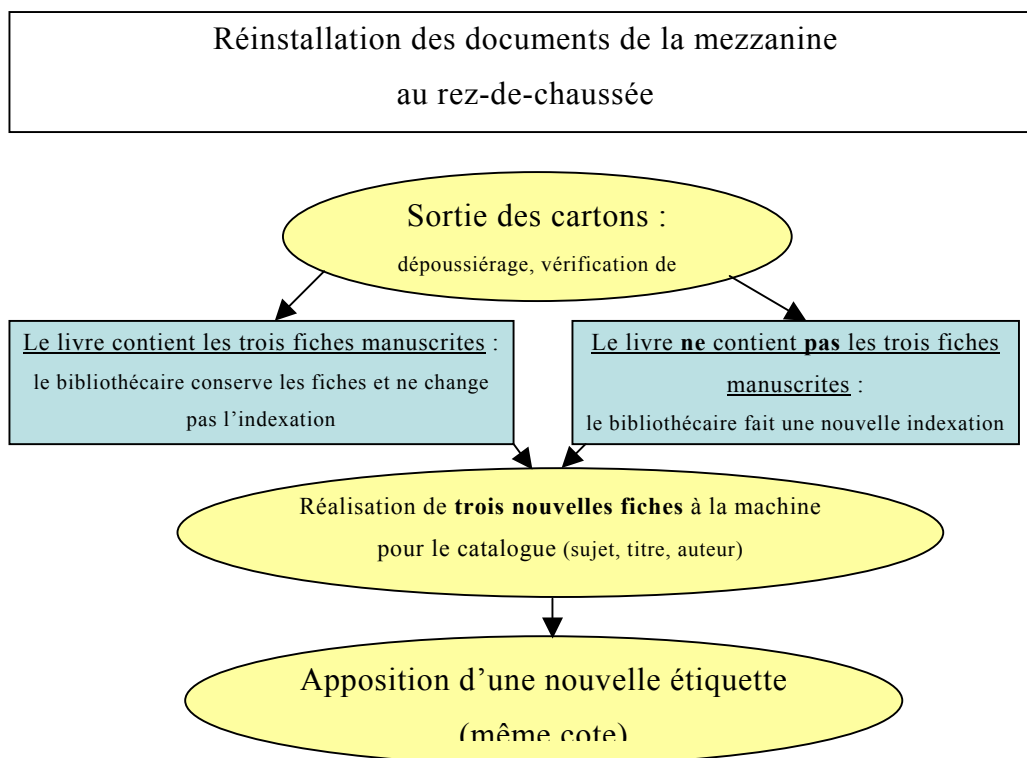 Réinstallation des documents de la mezzanine
au rez-de-chaussée
Sortie des cartons :
dépoussiérage, vérification de
Le livre contient les trois fiches manuscrites :
le bibliothécaire conserve les fiches et ne change
pas l’indexation
Le livre ne contient pas les trois fiches
manuscrites :
le bibliothécaire fait une nouvelle indexation
Réalisation de trois nouvelles fiches à la machine
pour le catalogue (sujet, titre, auteur)
Apposition d’une nouvelle étiquette
(même cote)